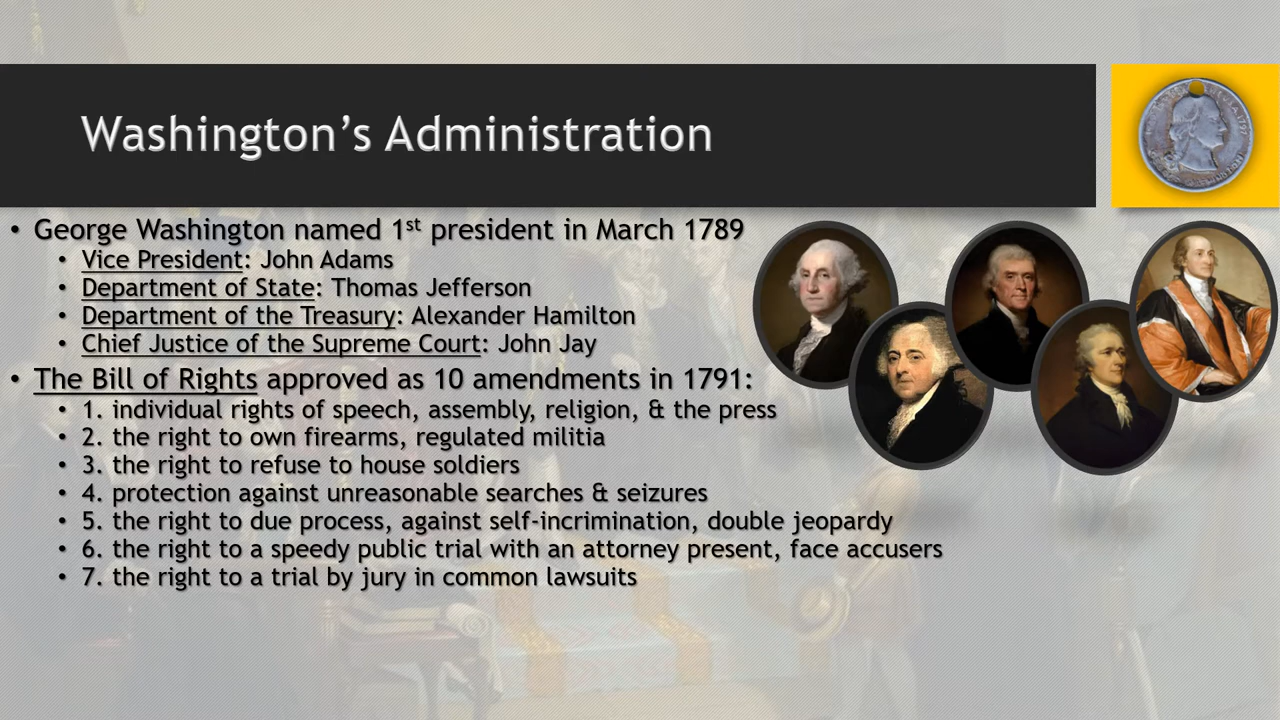 Washington's Administration
• George Washington named 1st president in March 1789
• Vice President: John Adams
• Department of State: Thomas Jefferson
• Department of the Treasury: Alexander Hamilton
• Chief Justice of the Supreme Court: John Jay
• The Bill of Rights approved as 10 amendments in 1791:
• 1. individual rights of speech, assembly, religion, & the press
• 2. the right to own firearms, regulated militia
• 3. the right to refuse to house soldiers
• 4. protection against unreasonable searches & seizures
• 5. the right to due process, against self-incrimination, double jeopardy
• 6. the right to a speedy public trial with an attorney present, face accusers
• 7. the right to a trial by jury in common lawsuits